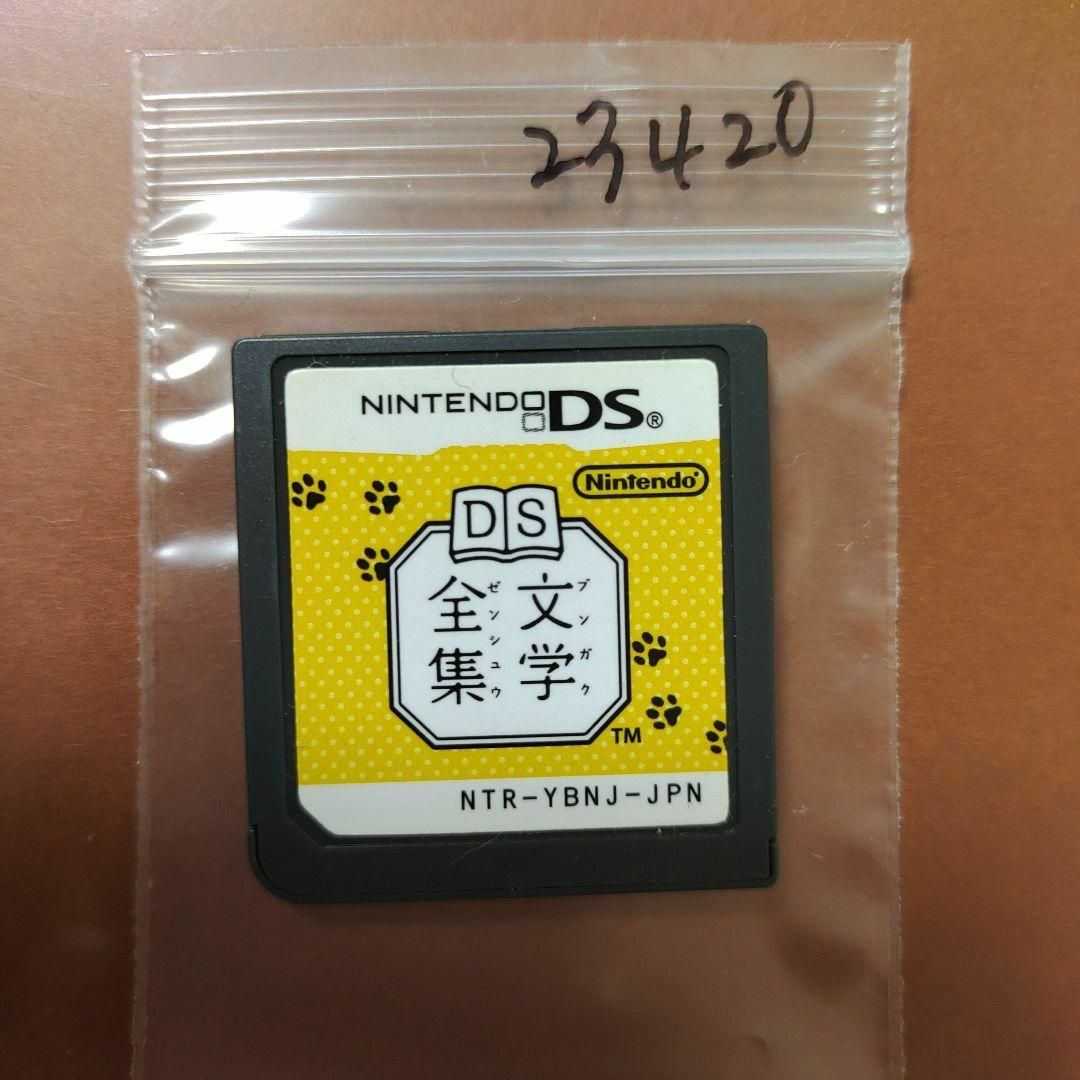 23420
NINTENDO DS®
Nintendo®
DS
文学
ブンガク
全集
ゼンシュウ
TM
NTR-YBNJ-JPN